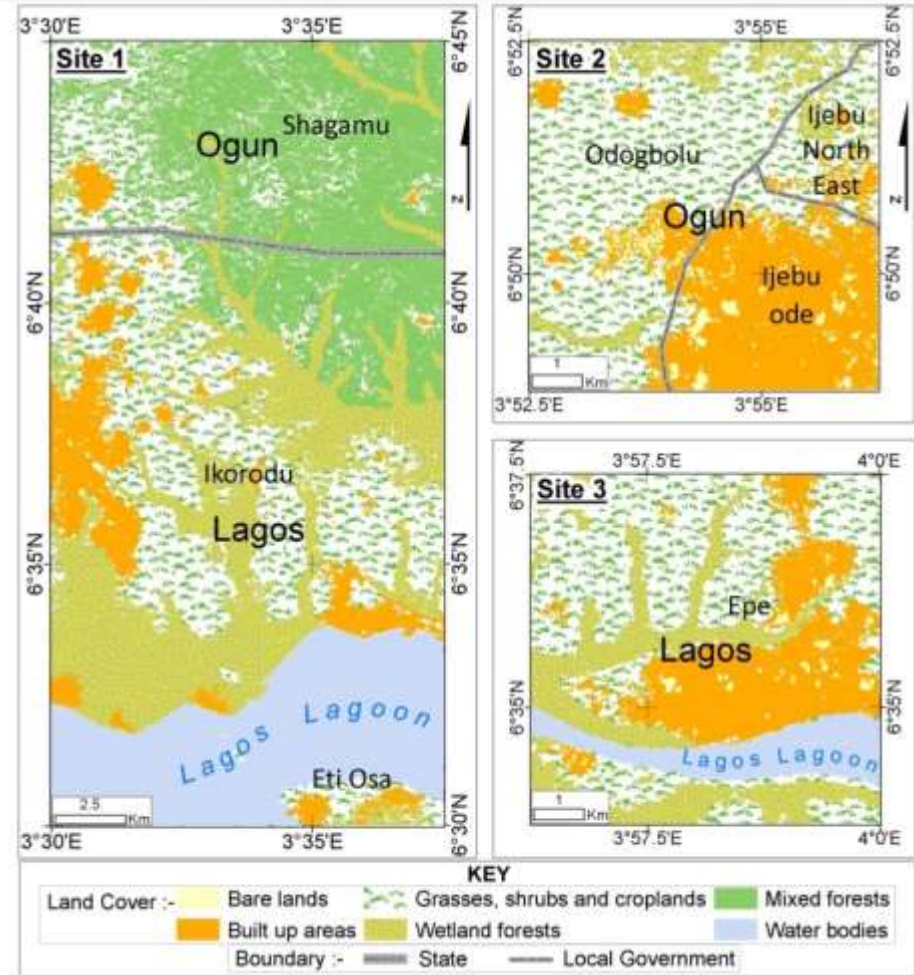 3°30'E 3°35'E
Site 1
6°45'N
Shagamu
Ogun
6°40'N
6°40'N
Ikorodu
Lagos
6°35'N
6°35'N
Lagos Lagoon
Eti Osa
2.5
Km
6°30'N
3°30'E 3°35'E
3°55'E
6°52.5'N
Site 2
6°52.5'N
Ijebu
North
East
Odogbolu
Ogun
6°50'N
6°50'N
Ijebu
ode
1
Km
3°52.5'E 3°55'E
3°57.5'E 4°0'E
6°37.5'N
Site 3
Epe
Lagos
6°35'N
6°35'N
Lagos Lagoon
1
Km
3°57.5'E 4°0'E
z
z
KEY
Land Cover :- Bare lands Grasses, shrubs and croplands Mixed forests
Built up areas Wetland forests Water bodies
Boundary :- State Local Government